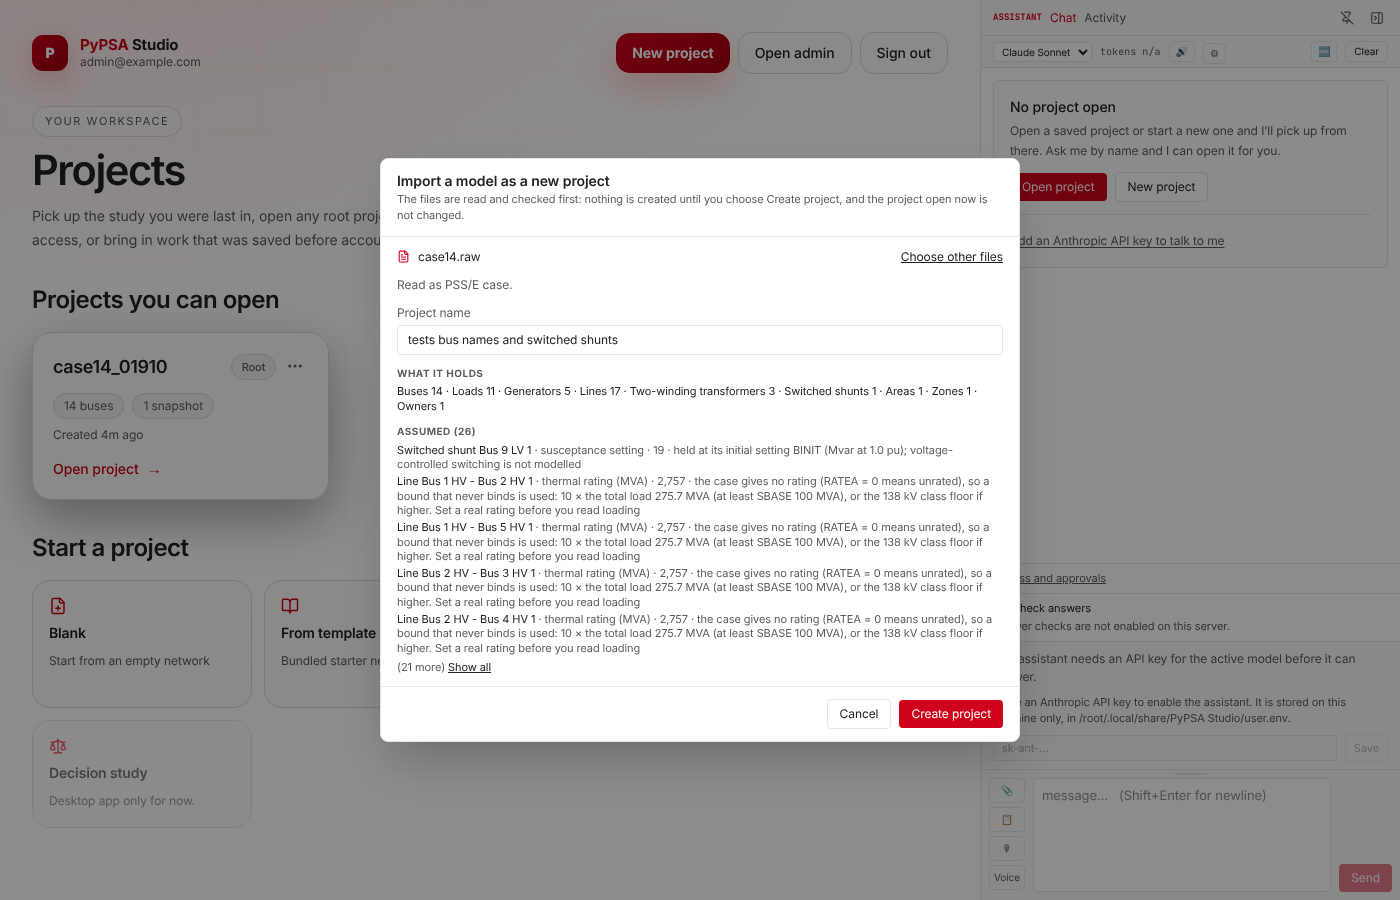 P
PyPSA Studio
admin@example.com
New project
Open admin
Sign out
YOUR WORKSPACE
Projects
Pick up the study you were last in, open any root
access, or bring in work that was saved before
Projects you can open
case14_01910
Root
14 buses
1 snapshot
Created 4m ago
Open project →
Start a project
Blank
Start from an empty network
From template
Bundled starter
Decision study
Desktop app only for now.
Import a model as a new project
The files are read and checked first: nothing is created until you choose Create project, and the project open now is
not changed.
case14.raw
Choose other files
Read as PSS/E case.
Project name
tests bus names and switched shunts
WHAT IT HOLDS
Buses 14 · Loads 11 · Generators 5 · Lines 17 · Two-winding transformers 3 · Switched shunts 1 · Areas 1 · Zones 1 ·
Owners 1
ASSUMED (26)
Switched shunt Bus 9 LV 1 · susceptance setting · 19 · held at its initial setting BINIT (Mvar at 1.0 pu); voltage-
controlled switching is not modelled
Line Bus 1 HV - Bus 2 HV 1 · thermal rating (MVA) · 2,757 · the case gives no rating (RATEA = 0 means unrated), so a
bound that never binds is used: 10 × the total load 275.7 MVA (at least SBASE 100 MVA), or the 138 kV class floor if
higher. Set a real rating before you read loading
Line Bus 1 HV - Bus 5 HV 1 · thermal rating (MVA) · 2,757 · the case gives no rating (RATEA = 0 means unrated), so a
bound that never binds is used: 10 × the total load 275.7 MVA (at least SBASE 100 MVA), or the 138 kV class floor if
higher. Set a real rating before you read loading
Line Bus 2 HV - Bus 3 HV 1 · thermal rating (MVA) · 2,757 · the case gives no rating (RATEA = 0 means unrated), so a
bound that never binds is used: 10 × the total load 275.7 MVA (at least SBASE 100 MVA), or the 138 kV class floor if
higher. Set a real rating before you read loading
Line Bus 2 HV - Bus 4 HV 1 · thermal rating (MVA) · 2,757 · the case gives no rating (RATEA = 0 means unrated), so a
bound that never binds is used: 10 × the total load 275.7 MVA (at least SBASE 100 MVA), or the 138 kV class floor if
higher. Set a real rating before you read loading
(21 more) Show all
Cancel
Create project
ASSISTANT Chat Activity
Claude Sonnet
tokens n/a
Clear
No project open
Open a saved project or start a new one and I'll pick up from
there. Ask me by name and I can open it for you.
Open project
New project
an Anthropic API key to talk to me
and approvals
answers
checks are not enabled on this server.
assistant needs an API key for the active model before it can
an Anthropic API key to enable the assistant. It is stored on this
only, in /root/.local/share/PyPSA Studio/user.env.
sk-ant-...
Save
message... (Shift+Enter for newline)
Voice
Send